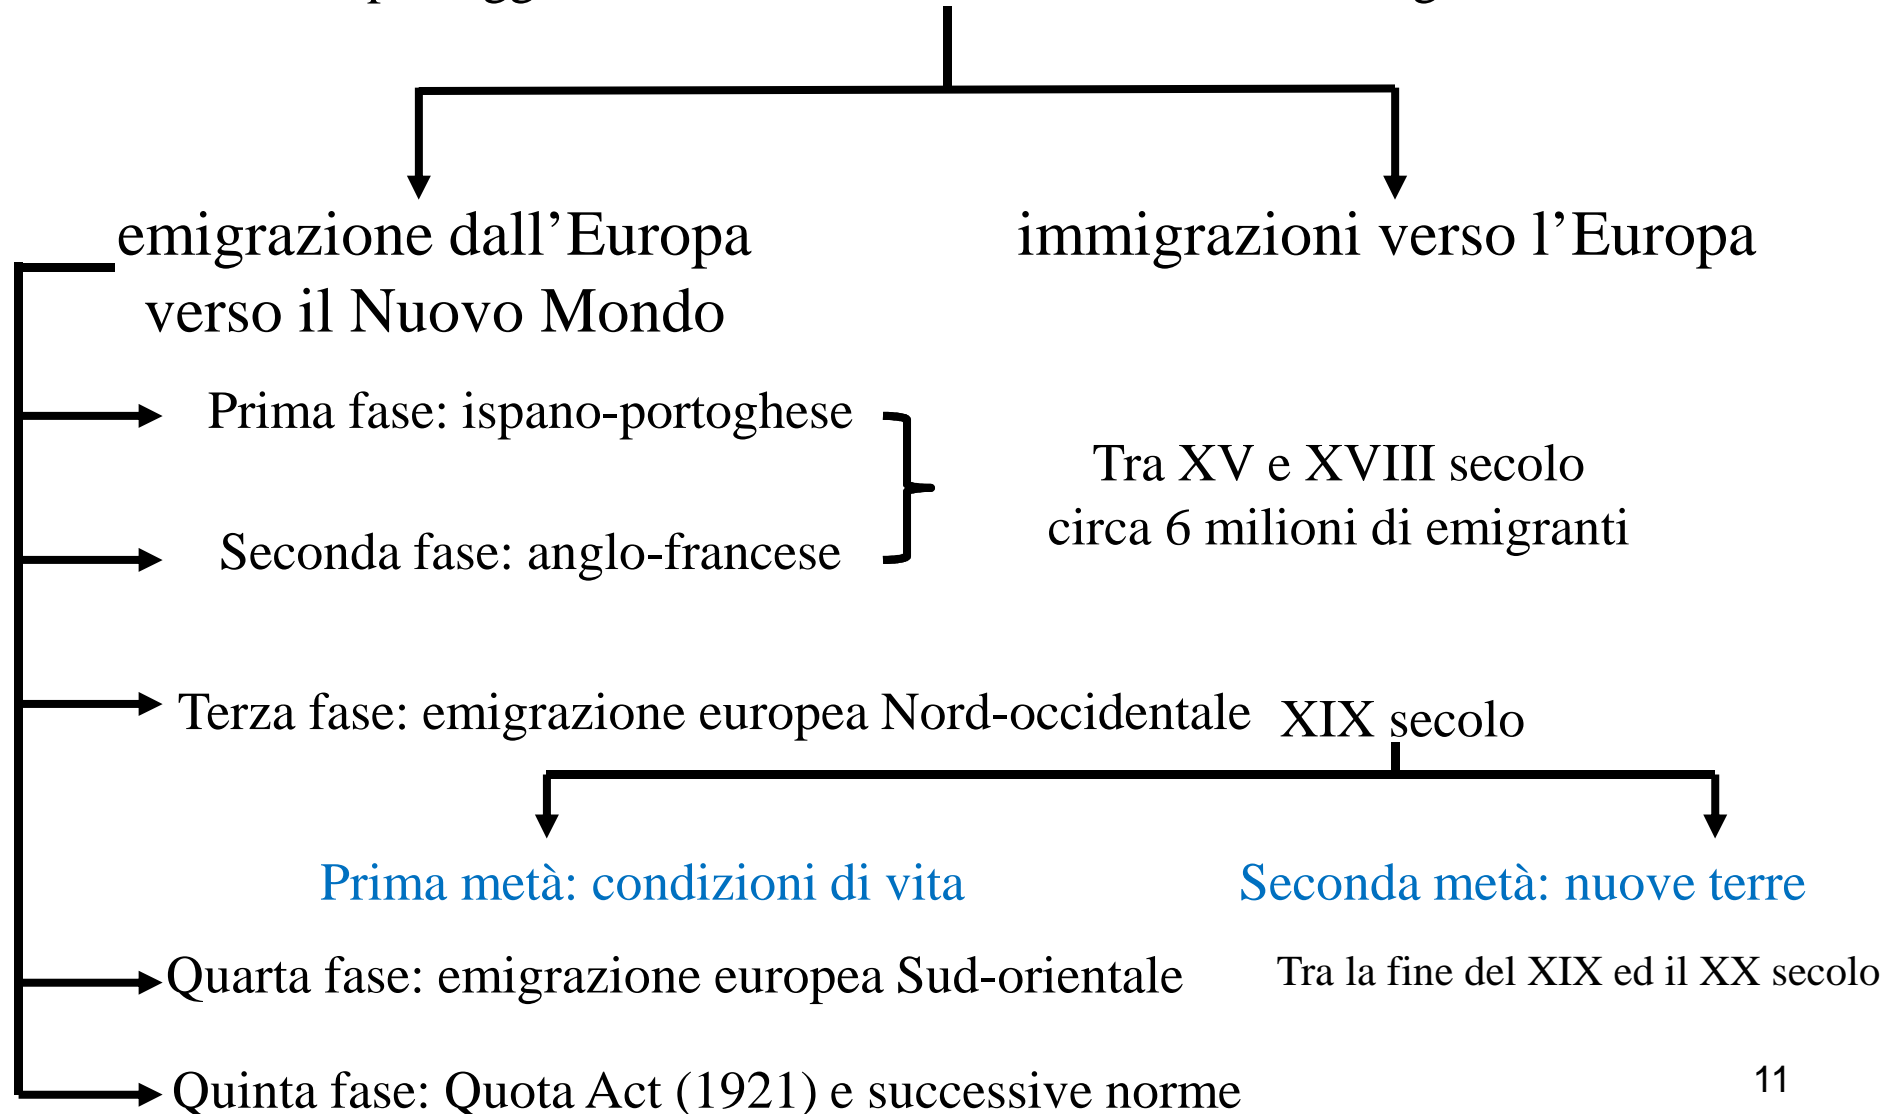 emigrazione dall’Europa
verso il Nuovo Mondo
immigrazioni verso l’Europa
Prima fase: ispano-portoghese
Seconda fase: anglo-francese
Tra XV e XVIII secolo
circa 6 milioni di emigranti
Terza fase: emigrazione europea Nord-occidentale
XIX secolo
Prima metà: condizioni di vita
Seconda metà: nuove terre
Quarta fase: emigrazione europea Sud-orientale
Tra la fine del XIX ed il XX secolo
Quinta fase: Quota Act (1921) e successive norme
11